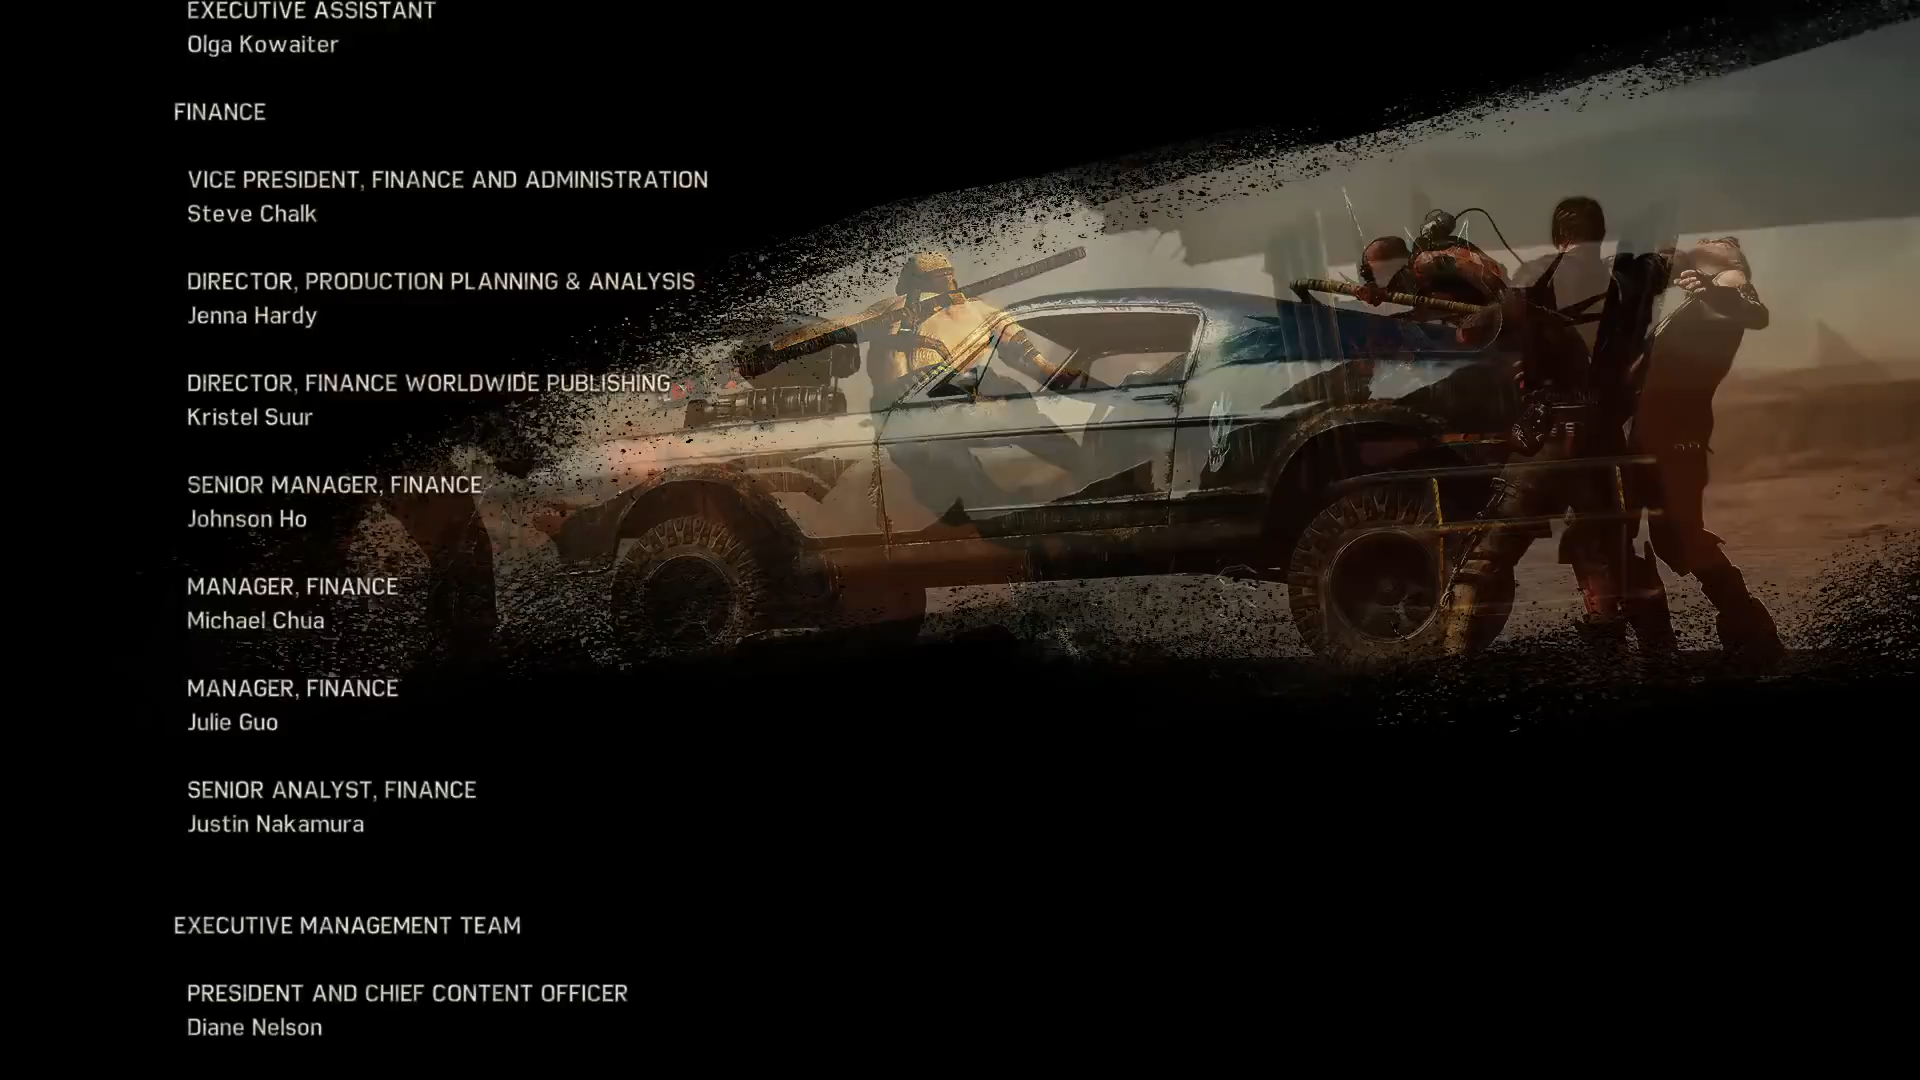 EXECUTIVE ASSISTANT
Olga Kowaiter
FINANCE
VICE PRESIDENT, FINANCE AND ADMINISTRATION
Steve Chalk
DIRECTOR, PRODUCTION PLANNING & ANALYSIS
Jenna Hardy
DIRECTOR, FINANCE WORLDWIDE PUBLISHING
Kristel Suur
SENIOR MANAGER, FINANCE
Johnson Ho
MANAGER, FINANCE
Michael Chua
MANAGER, FINANCE
Julie Guo
SENIOR ANALYST, FINANCE
Justin Nakamura
EXECUTIVE MANAGEMENT TEAM
PRESIDENT AND CHIEF CONTENT OFFICER
Diane Nelson